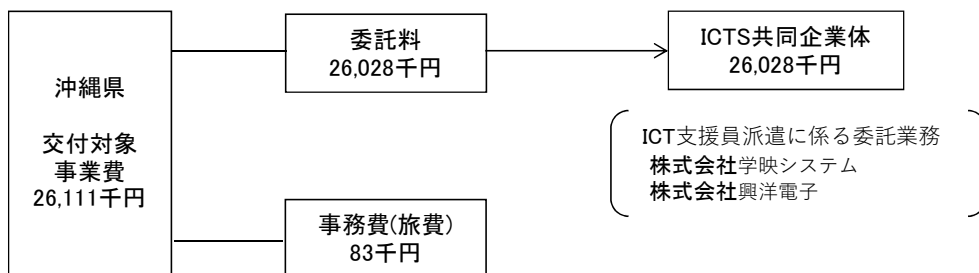 沖縄県
交付対象
事業費
26,111千円
委託料
26,028千円
ICTS共同企業体
26,028千円
ICT支援員派遣に係る委託業務
株式会社学映システム
株式会社興洋電子
事務費(旅費)
83千円